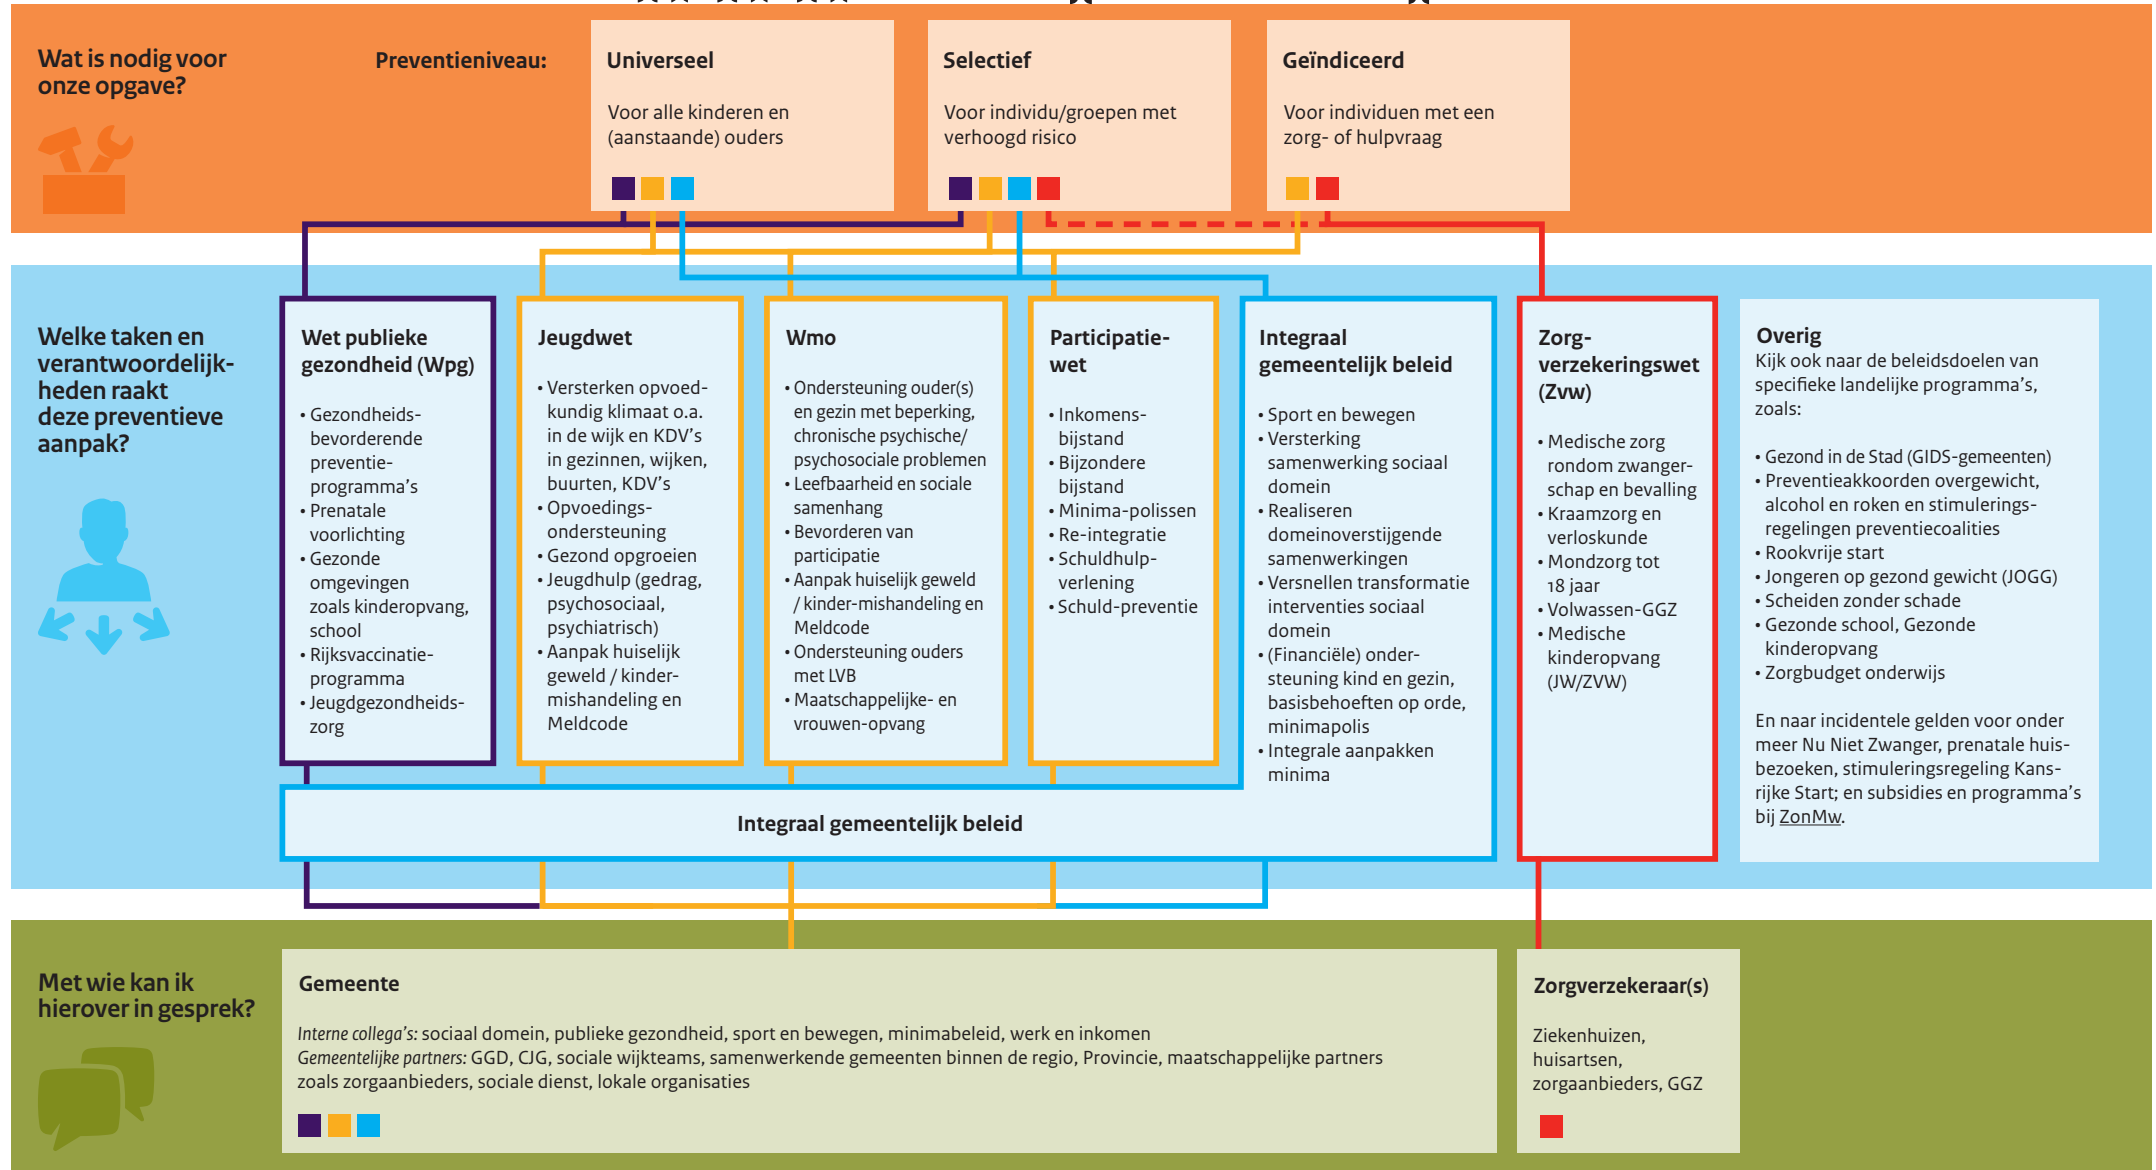 Wat is nodig voor
onze opgave?
Preventieniveau:
Universeel
Voor alle kinderen en
(aanstaande) ouders
Selectief
Voor individu/groepen met
verhoogd risico
Geïndiceerd
Voor individuen met een
zorg- of hulpvraag
Welke taken en
verantwoordelijk-
heden raakt
deze preventieve
aanpak?
Wet publieke
gezondheid (Wpg)
• Gezondheids-
bevorderende
preventie-
programma's
• Prenatale
voorlichting
• Gezonde
omgevingen
zoals kinderopvang,
school
• Rijksvaccinatie-
programma
• Jeugdgezondheids-
zorg
Jeugdwet
• Versterken opvoed-
kundig klimaat o.a.
in de wijk en KDV's
in gezinnen, wijken,
buurten, KDV's
• Opvoedings-
ondersteuning
• Gezond opgroeien
• Jeugdhulp (gedrag,
psychosociaal,
psychiatrisch)
• Aanpak huiselijk
geweld / kinder-
mishandeling en
Meldcode
Wmo
• Ondersteuning ouder(s)
en gezin met beperking,
chronische psychische/
psychosociale problemen
• Leefbaarheid en sociale
samenhang
• Bevorderen van
participatie
• Aanpak huiselijk geweld
/ kinder-mishandeling en
Meldcode
• Ondersteuning ouders
met LVB
• Maatschappelijke- en
vrouwen-opvang
Participatie-
wet
• Inkomens-
bijstand
• Bijzondere
bijstand
• Minima-polissen
• Re-integratie
• Schuldhulp-
verlening
• Schuld-preventie
Integraal
gemeentelijk beleid
• Sport en bewegen
• Versterking
samenwerking sociaal
domein
• Realiseren
domeinoverstijgende
samenwerkingen
• Versnellen transformatie
interventies sociaal
domein
• (Financiële) onder-
steuning kind en gezin,
basisbehoeften op orde,
minimapolis
• Integrale aanpakken
minima
Zorg-
verzekeringswet
(Zvw)
• Medische zorg
rondom zwanger-
schap en bevalling
• Kraamzorg en
verloskunde
• Mondzorg tot
18 jaar
• Volwassen-GGZ
• Medische
kinderopvang
(JW/ZVW)
Overig
Kijk ook naar de beleidsdoelen van
specifieke landelijke programma's,
zoals:
• Gezond in de Stad (GIDS-gemeenten)
• Preventieakkoorden overgewicht,
alcohol en roken en stimulerings-
regelingen preventiecoalities
• Rookvrije start
• Jongeren op gezond gewicht (JOGG)
• Scheiden zonder schade
• Gezonde school, Gezonde
kinderopvang
• Zorgbudget onderwijs
En naar incidentele gelden voor onder
meer Nu Niet Zwanger, prenatale huis-
bezoeken, stimuleringsregeling Kans-
rijke Start; en subsidies en programma's
bij ZonMw.
Integraal gemeentelijk beleid
Met wie kan ik
hierover in gesprek?
Gemeente
Interne collega's: sociaal domein, publieke gezondheid, sport en bewegen, minimabeleid, werk en inkomen
Gemeentelijke partners: GGD, CJG, sociale wijkteams, samenwerkende gemeenten binnen de regio, Provincie, maatschappelijke partners
zoals zorgaanbieders, sociale dienst, lokale organisaties
Zorgverzekeraar(s)
Ziekenhuizen,
huisartsen,
zorgaanbieders, GGZ